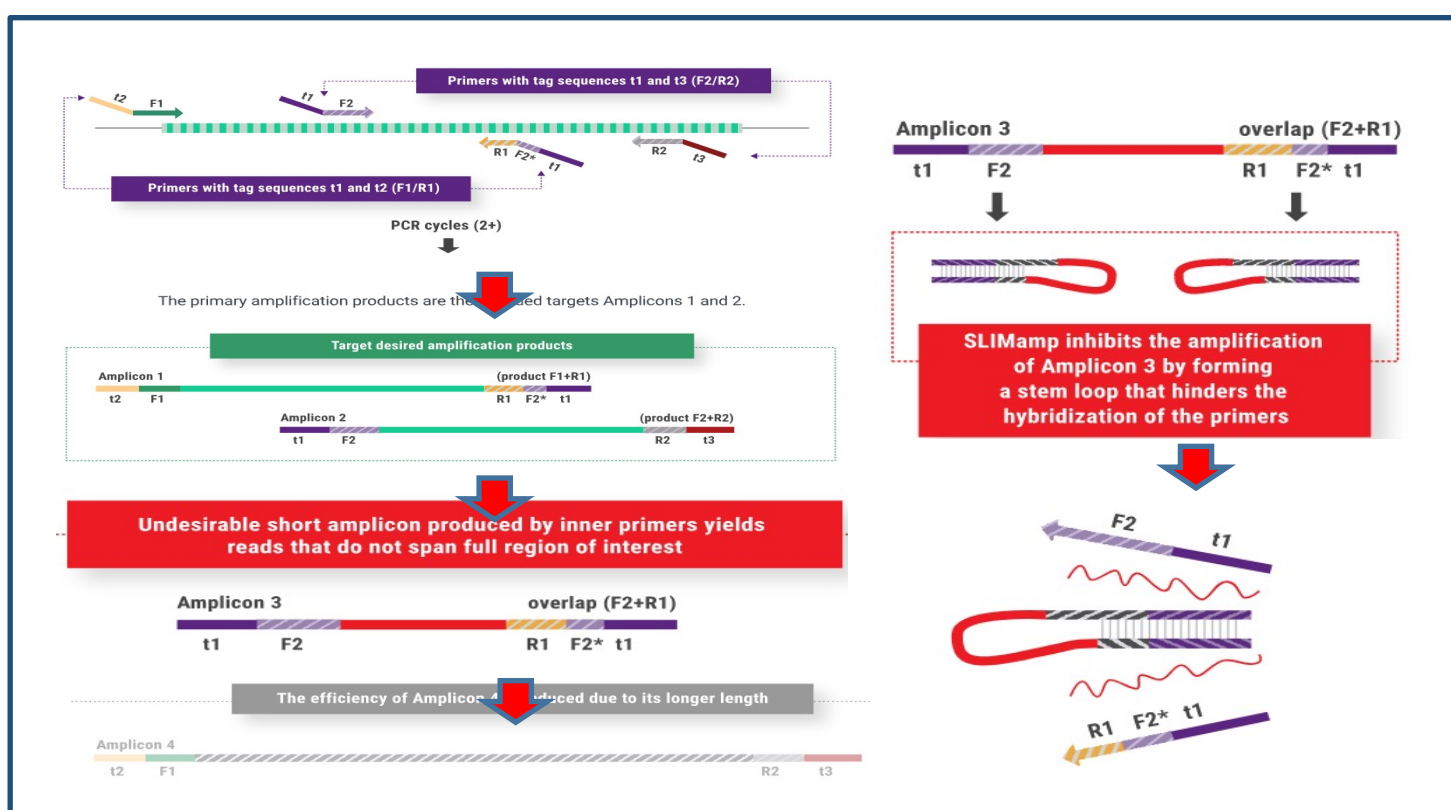 Primers with tag sequences t1 and t3 (F2/R2)
t2 F1 t1 F2
R1 F2* t1 R2 t3
Primers with tag sequences t1 and t2 (F1/R1)
PCR cycles (2+)
The primary amplification products are the ded targets Amplicons 1 and 2.
Target desired amplification products
Amplicon 1 (product F1+R1)
t2 F1 R1 F2* t1
Amplicon 2 (product F2+R2)
t1 F2 R2 t3
Undesirable short amplicon produced by inner primers yields
reads that do not span full region of interest
Amplicon 3 overlap (F2+R1)
t1 F2 R1 F2* t1
The efficiency of Amplicon 4 duced due to its longer length
Amplicon 4
t2 F1 R2 t3
Amplicon 3 overlap (F2+R1)
t1 F2 R1 F2* t1
SLIMamp inhibits the amplification
of Amplicon 3 by forming
a stem loop that hinders the
hybridization of the primers
F2 t1
R1 F2* t1